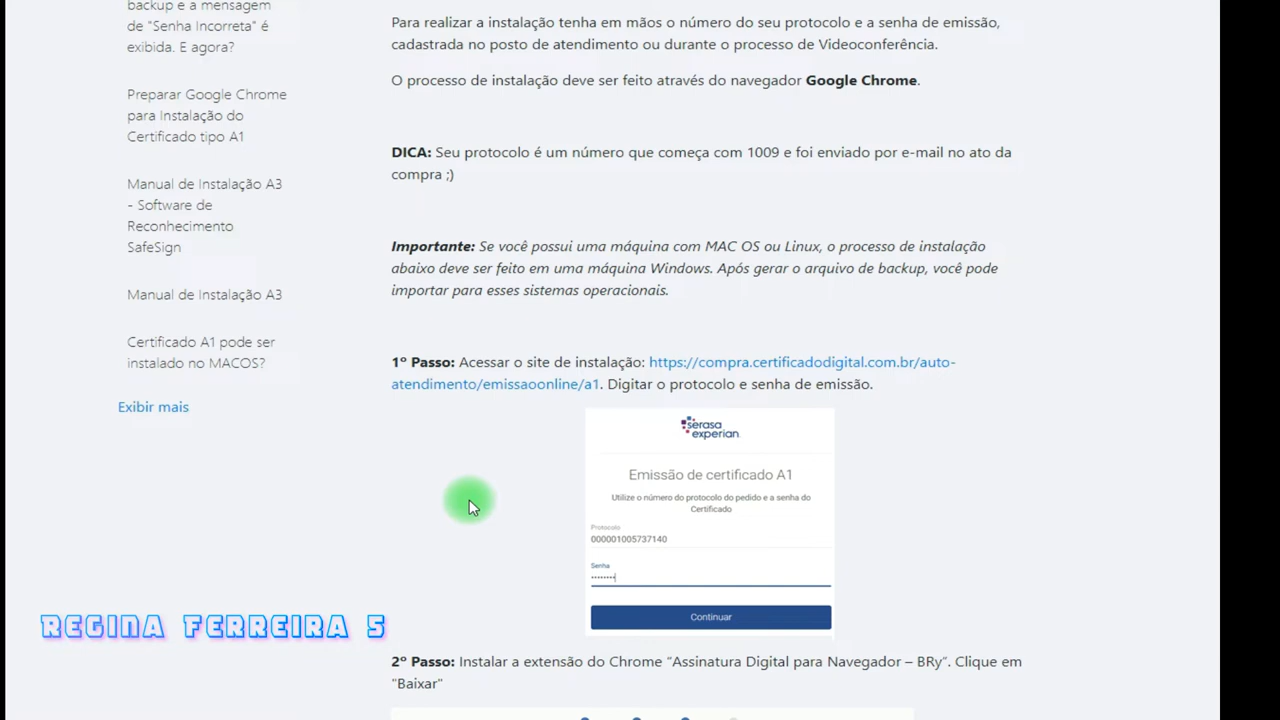 backup e a mensagem
de "Senha Incorreta" é
exibida. E agora?
Preparar Google Chrome
para Instalação do
Certificado tipo A1
Manual de Instalação A3
- Software de
Reconhecimento
SafeSign
Manual de Instalação A3
Certificado A1 pode ser
instalado no MACOS?
Exibir mais
Para realizar a instalação tenha em mãos o número do seu protocolo e a senha de emissão,
cadastrada no posto de atendimento ou durante o processo de Videoconferência.
O processo de instalação deve ser feito através do navegador Google Chrome.
DICA: Seu protocolo é um número que começa com 1009 e foi enviado por e-mail no ato da
compra ;)
Importante: Se você possui uma máquina com MAC OS ou Linux, o processo de instalação
abaixo deve ser feito em uma máquina Windows. Após gerar o arquivo de backup, você pode
importar para esses sistemas operacionais.
1º Passo: Acessar o site de instalação: https://compra.certificadodigital.com.br/auto-
atendimento/emissaoonline/a1. Digitar o protocolo e senha de emissão.
serasa
experian
Emissão de certificado A1
Utilize o número do protocolo do pedido e a senha do
Certificado
Protocolo
000001005737140
Senha
••••••••
Continuar
2º Passo: Instalar a extensão do Chrome "Assinatura Digital para Navegador – BRy". Clique em
"Baixar"
REGINA FERREIRA S